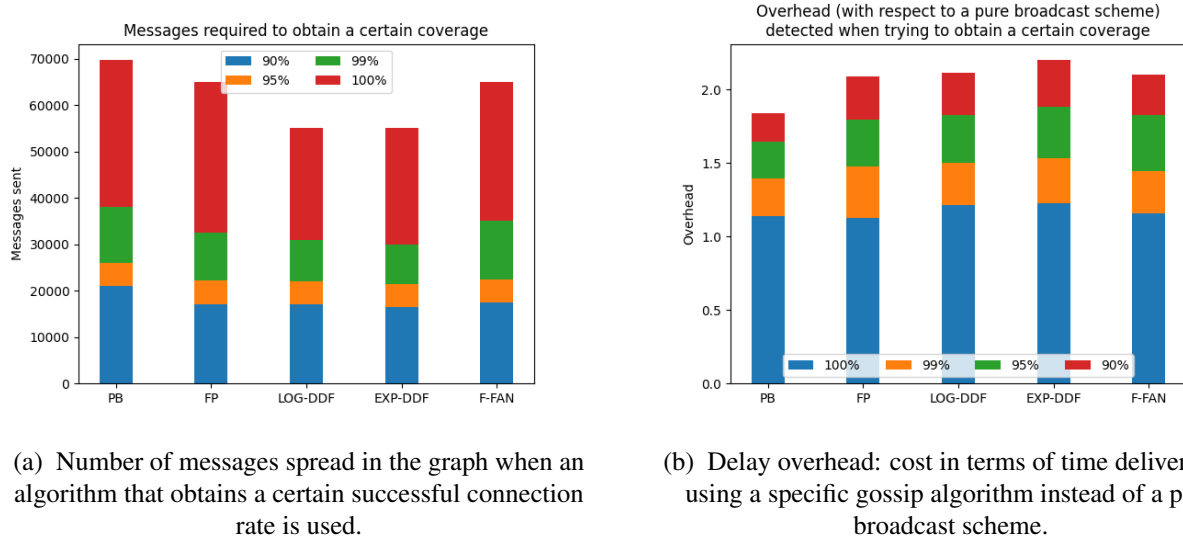 Messages required to obtain a certain coverage
90%
95%
99%
100%
Messages sent
70000
60000
50000
40000
30000
20000
10000
0
PB
FP
LOG-DDF
EXP-DDF
F-FAN
(a) Number of messages spread in the graph when an
algorithm that obtains a certain successful connection
rate is used.
Overhead (with respect to a pure broadcast scheme)
detected when trying to obtain a certain coverage
Overhead
2.0
1.5
1.0
0.5
0.0
100%
99%
95%
90%
PB
FP
LOG-DDF
EXP-DDF
F-FAN
(b) Delay overhead: cost in terms of time deliver
using a specific gossip algorithm instead of a p
broadcast scheme.